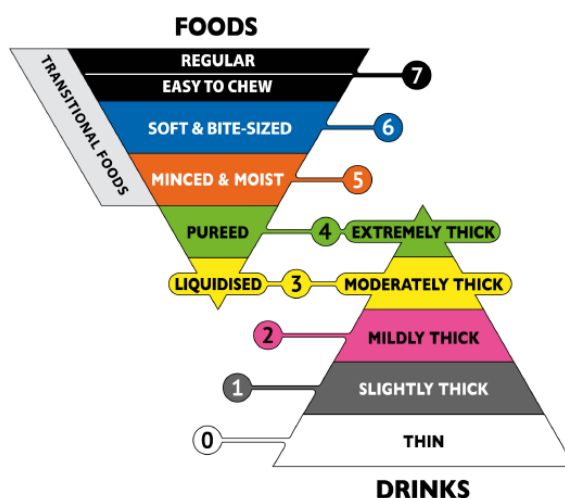 FOODS
TRANSITIONAL FOODS
REGULAR
EASY TO CHEW
7
SOFT & BITE-SIZED
6
MINCED & MOIST
5
PUREED
4
EXTREMELY THICK
LIQUIDISED
3
MODERATELY THICK
2
MILDLY THICK
1
SLIGHTLY THICK
0
THIN
DRINKS